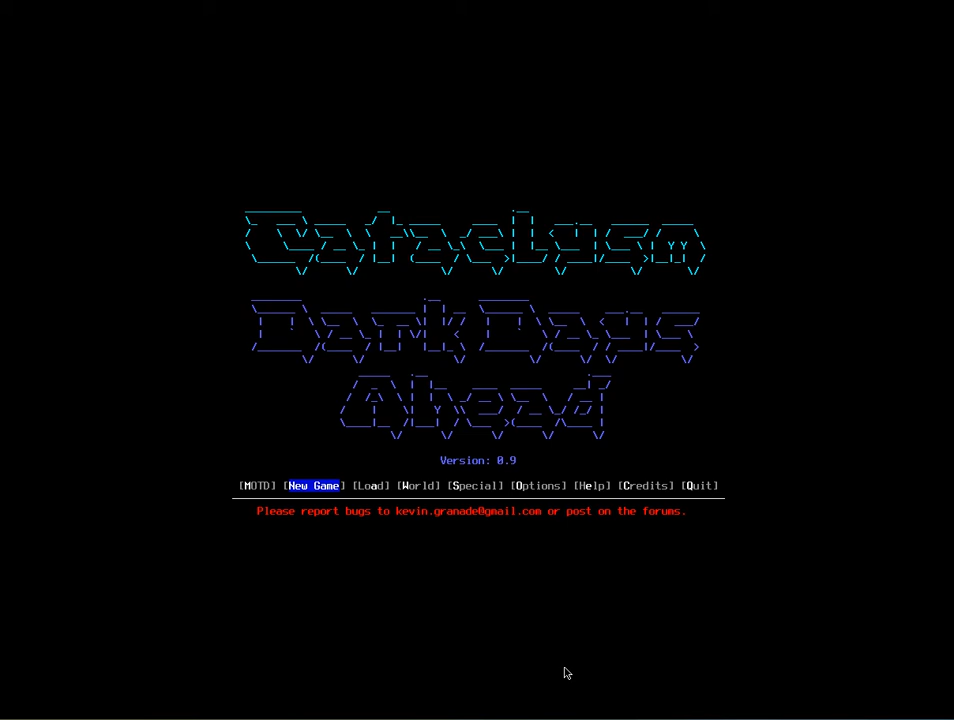 Cataclysm
Dark Days
Ahead
Version: 0.9
[MOTD] [New Game] [Load] [World] [Special] [Options] [Help] [Credits] [Quit]
Please report bugs to kevin.granade@gmail.com or post on the forums.